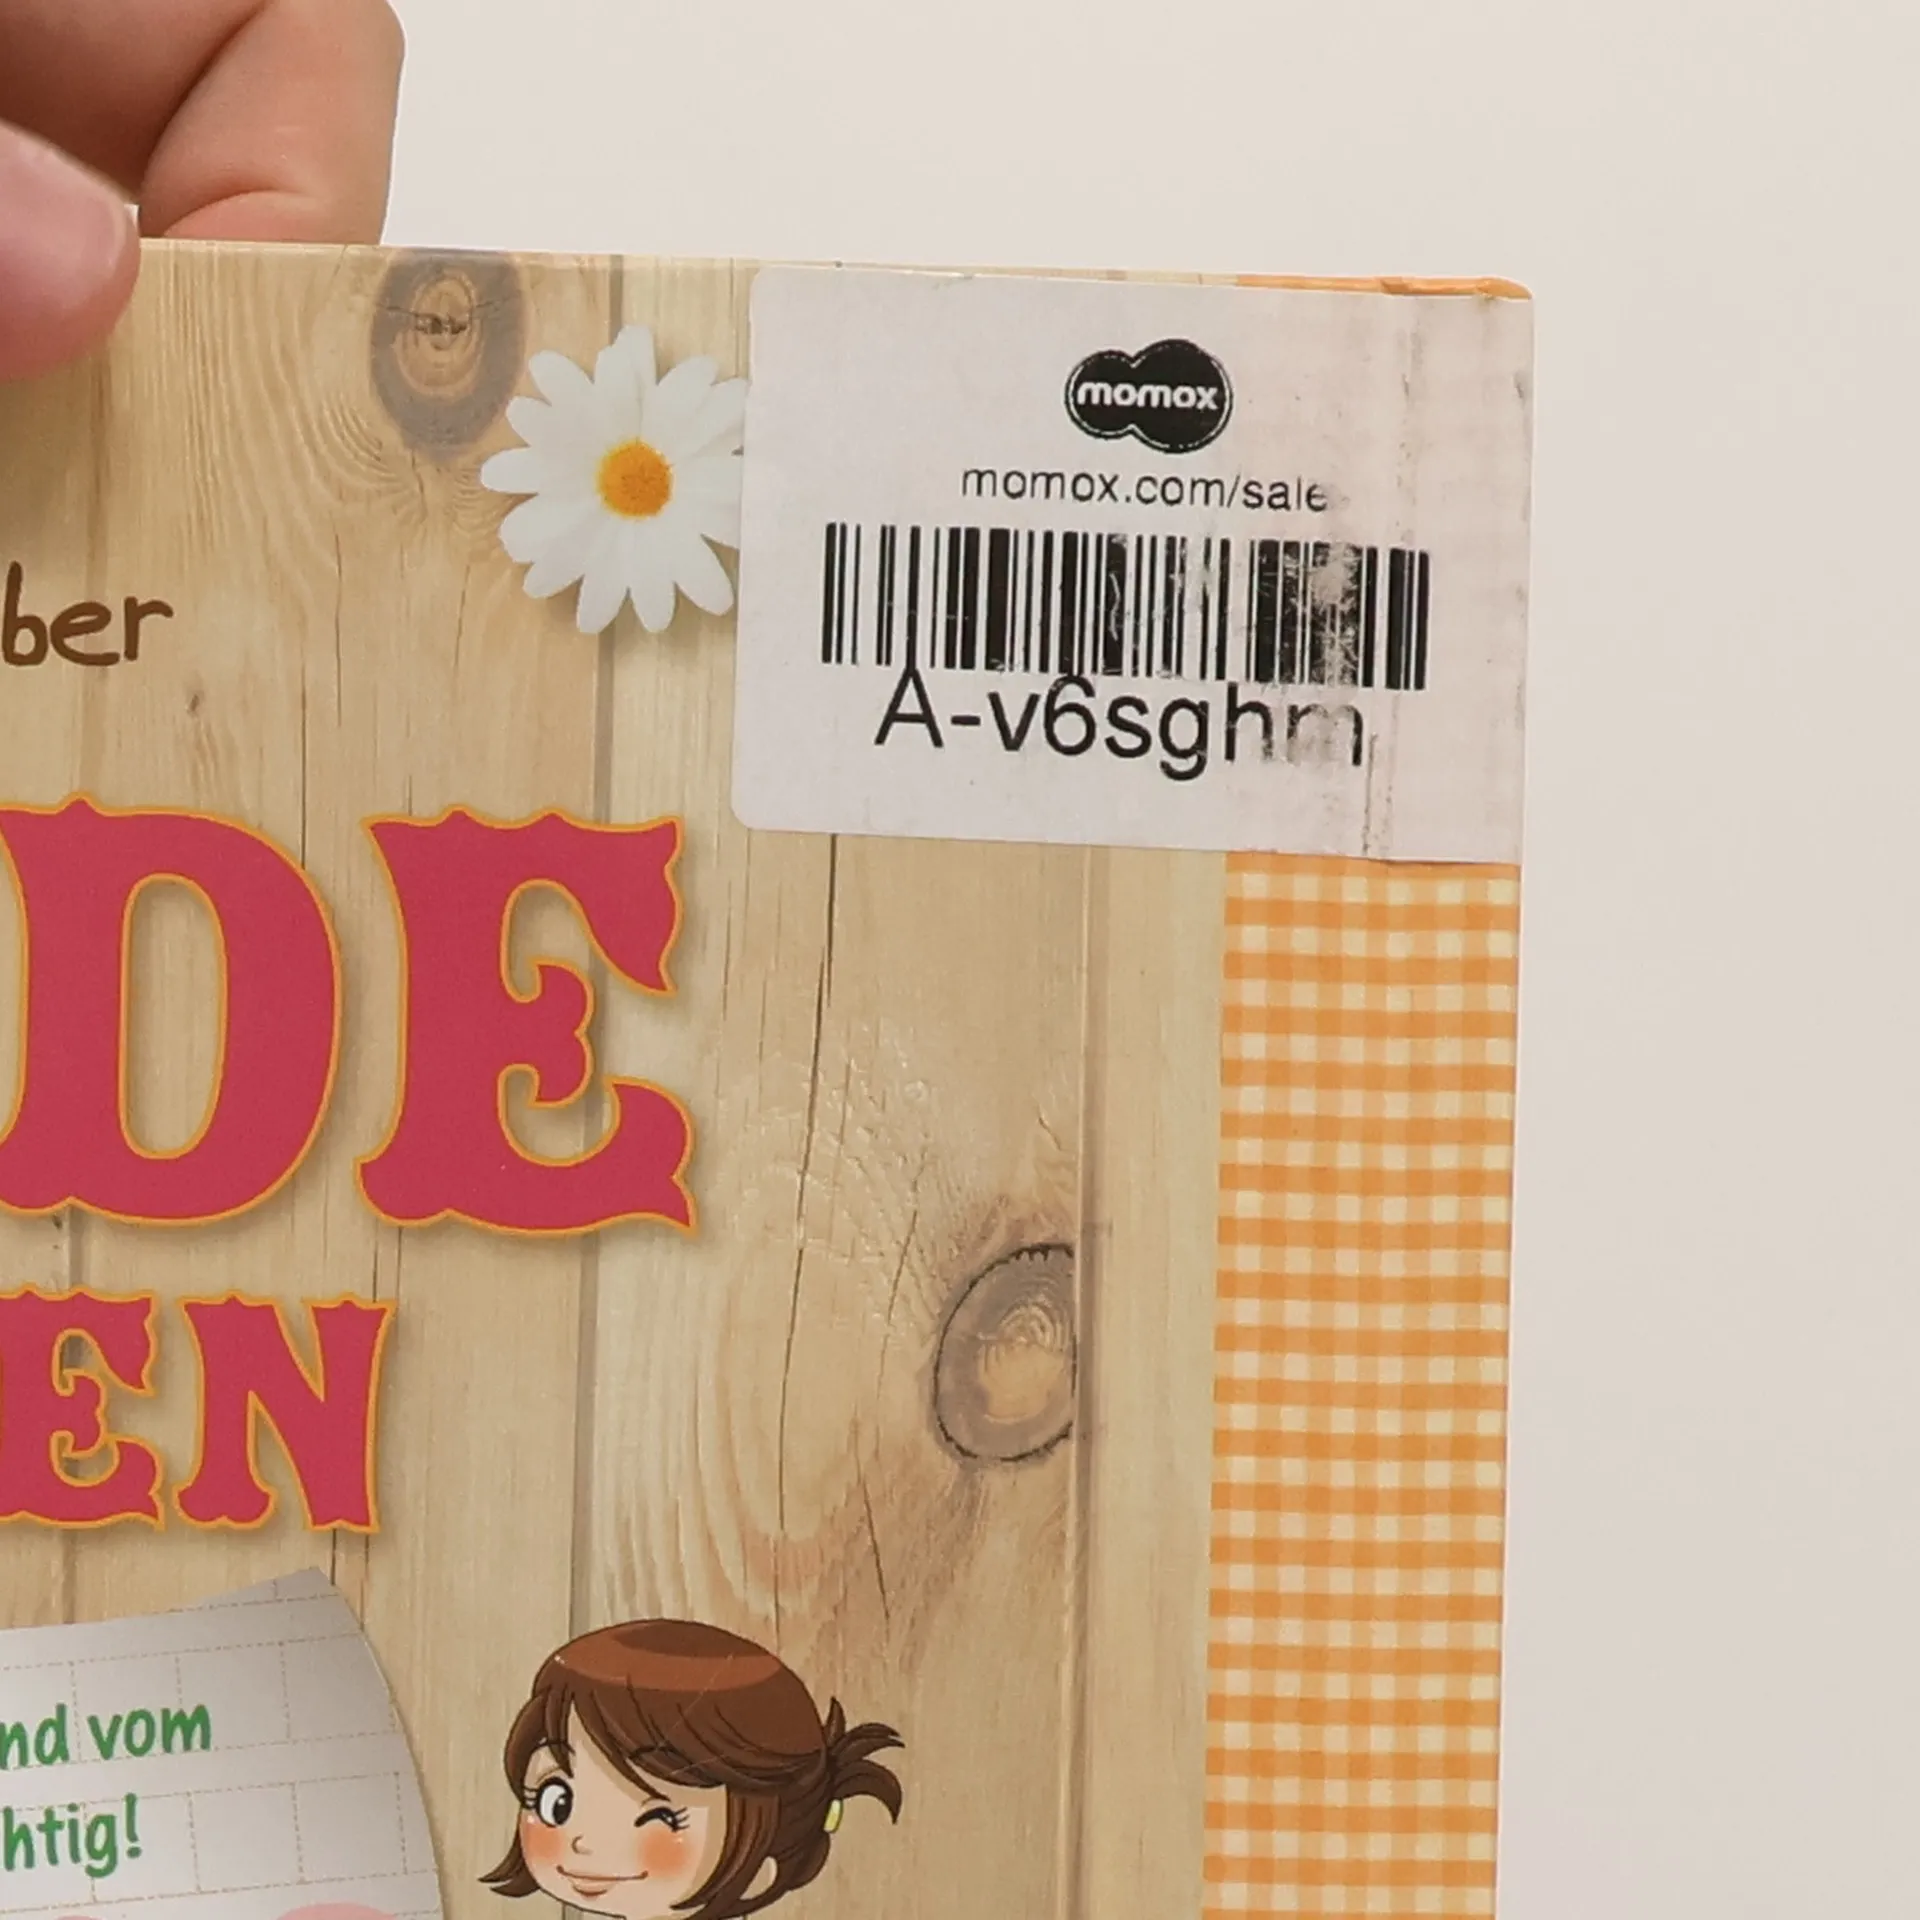 momox
momox.com/sale
A-v6sghm
ber
DE
EN
nd vom
htig!